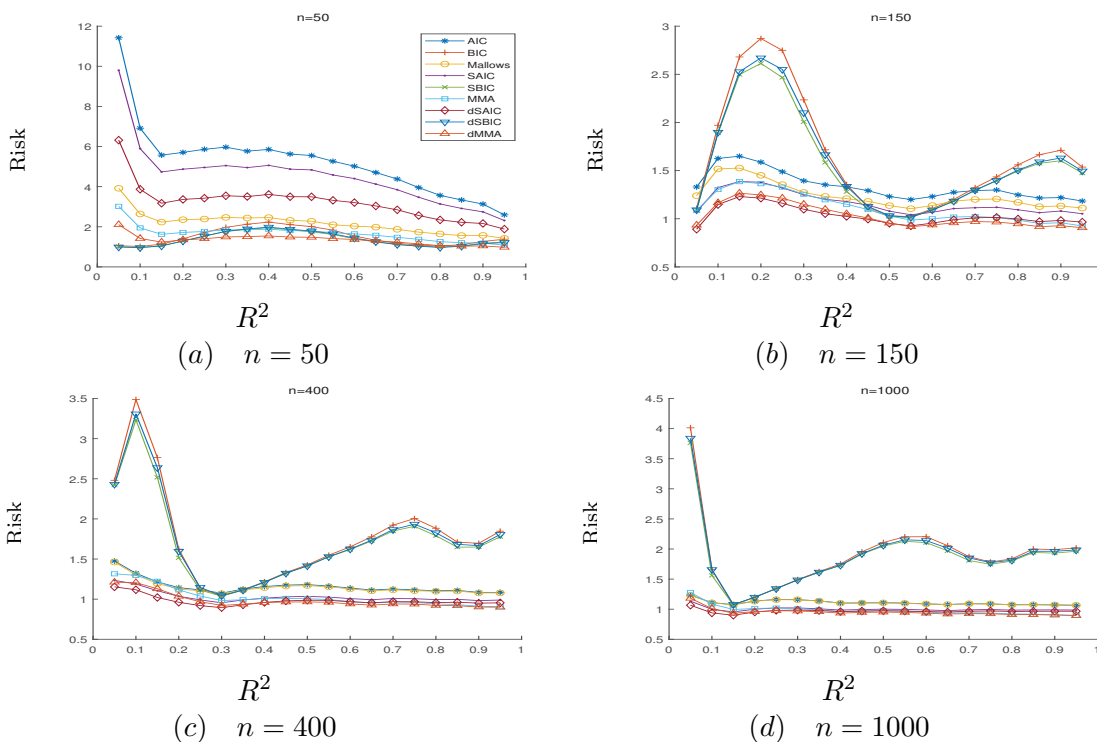 n=50
Risk
12
10
8
6
4
2
0
0 0.1 0.2 0.3 0.4 0.5 0.6 0.7 0.8 0.9 1
AIC
BIC
Mallows
SAIC
SBIC
MMA
dSAIC
dSBIC
dMMA
R²
(a) n = 50
n=150
Risk
3
2.5
2
1.5
1
0.5
0 0.1 0.2 0.3 0.4 0.5 0.6 0.7 0.8 0.9 1
R²
(b) n = 150
n=400
Risk
3.5
3
2.5
2
1.5
1
0.5
0 0.1 0.2 0.3 0.4 0.5 0.6 0.7 0.8 0.9 1
R²
(c) n = 400
n=1000
Risk
4.5
4
3.5
3
2.5
2
1.5
1
0.5
0 0.1 0.2 0.3 0.4 0.5 0.6 0.7 0.8 0.9 1
R²
(d) n = 1000